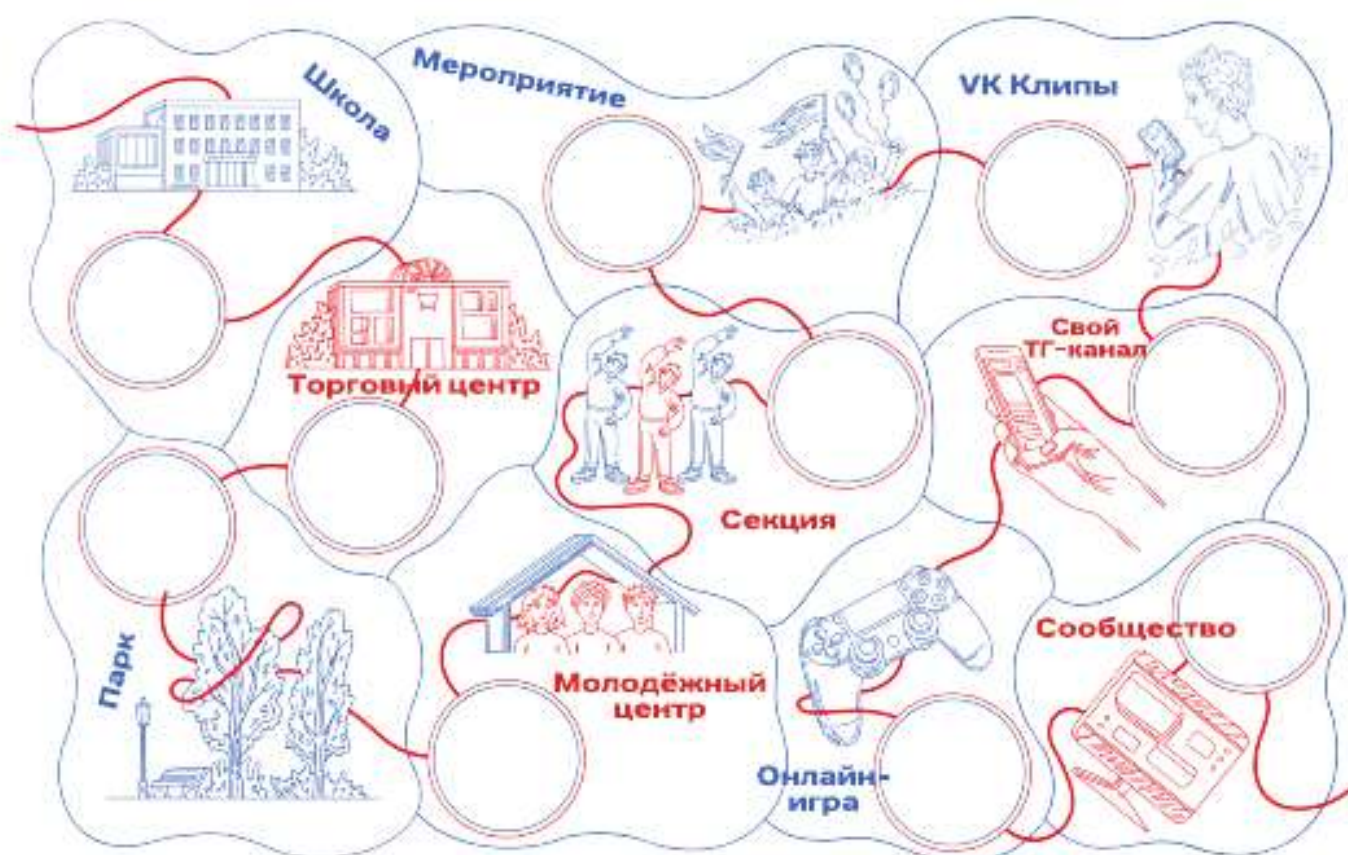 Школа
Мероприятие
VK Клипы
Торговый центр
Свой
ТГ-канал
Секция
Парк
Молодёжный
центр
Онлайн-
игра
Сообщество